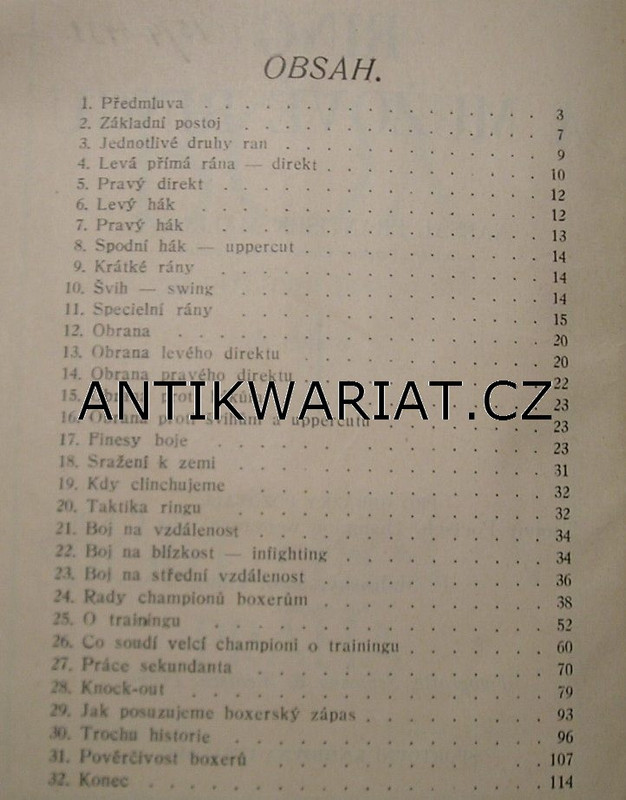 OBSAH.
1. Předmluva . . . . . . . . . . . . 3
2. Základní postoj . . . . . . . . . . . . 7
3. Jednotlivé druhy ran . . . . . . . . . . . . 9
4. Levá přímá rána — direkt . . . . . . . . . . . . 10
5. Pravý direkt . . . . . . . . . . . . 12
6. Levý hák . . . . . . . . . . . . 12
7. Pravý hák . . . . . . . . . . . . 13
8. Spodní hák — uppercut . . . . . . . . . . . . 14
9. Krátké rány . . . . . . . . . . . . 14
10. Švih — swing . . . . . . . . . . . . 14
11. Specielní rány . . . . . . . . . . . . 15
12. Obrana . . . . . . . . . . . . 20
13. Obrana levého direktu . . . . . . . . . . . . 20
14. Obrana pravého direktu . . . . . . . . . . . . 22
ANTIKWARIAT.CZ
15. . . . . . . . . . . . . 23
16. Obrana proti švihům a uppercutu . . . . . . . . . . . . 23
17. Finesy boje . . . . . . . . . . . . 23
18. Sražení k zemi . . . . . . . . . . . . 31
19. Kdy clinchujeme . . . . . . . . . . . . 32
20. Taktika ringu . . . . . . . . . . . . 32
21. Boj na vzdálenost . . . . . . . . . . . . 34
22. Boj na blízkost — infighting . . . . . . . . . . . . 34
23. Boj na střední vzdálenost . . . . . . . . . . . . 36
24. Rady championů boxerům . . . . . . . . . . . . 38
25. O trainingu . . . . . . . . . . . . 52
26. Co soudí velcí championi o trainingu . . . . . . . . . . . . 60
27. Práce sekundanta . . . . . . . . . . . . 70
28. Knock-out . . . . . . . . . . . . 79
29. Jak posuzujeme boxerský zápas . . . . . . . . . . . . 93
30. Trochu historie . . . . . . . . . . . . 96
31. Pověrčivost boxerů . . . . . . . . . . . . 107
32. Konec . . . . . . . . . . . . 114